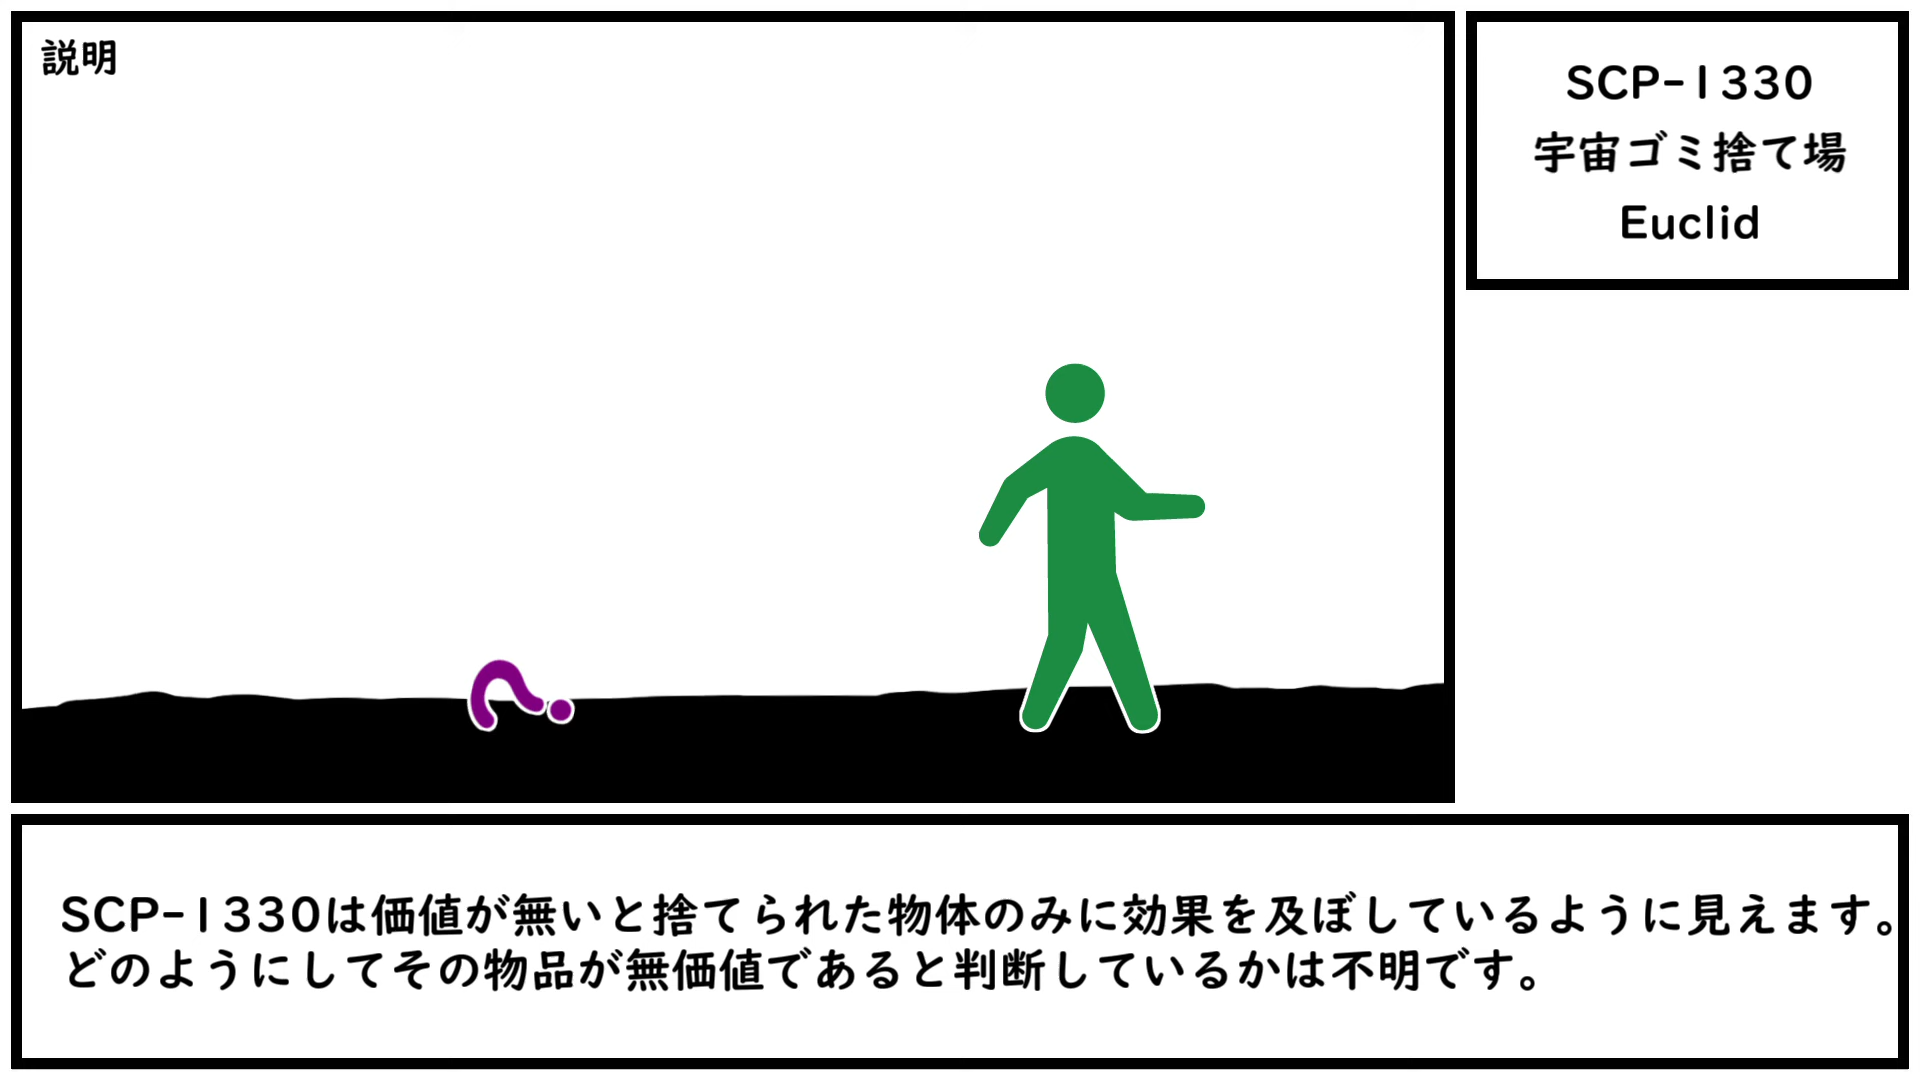 説明
SCP-1330
宇宙ゴミ捨て場
Euclid
SCP-1330は価値が無いと捨てられた物体のみに効果を及ぼしているように見えます。
どのようにしてその物品が無価値であると判断しているかは不明です。